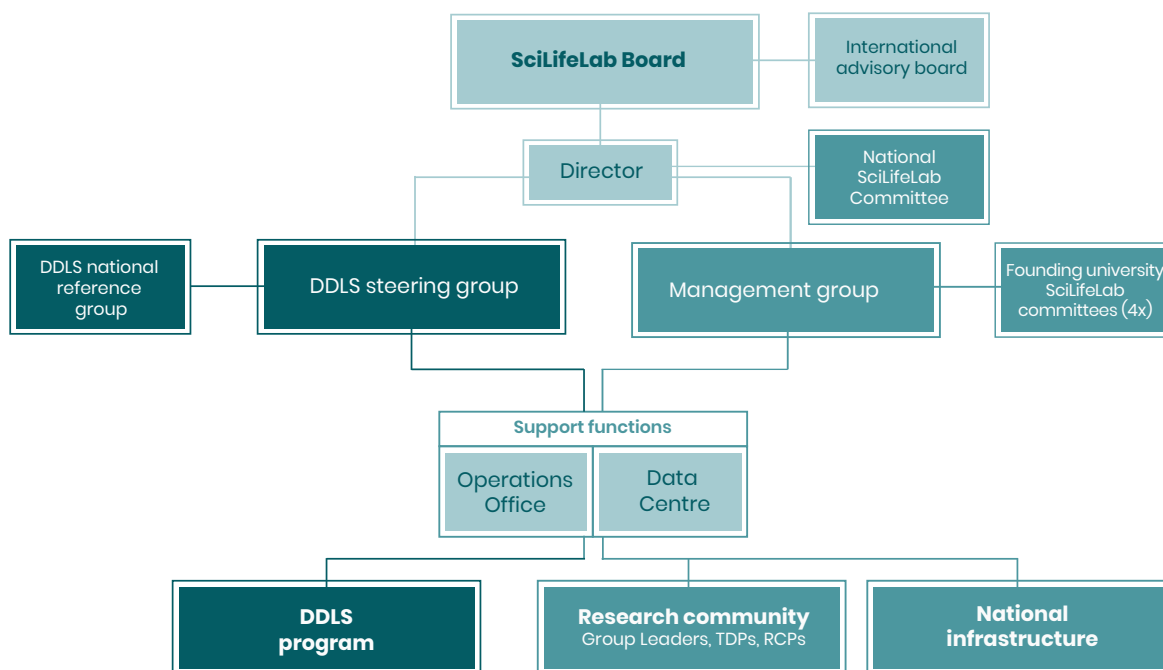 SciLifeLab Board
International
advisory board
Director
National
SciLifeLab
Committee
DDLS national
reference
group
DDLS steering group
Management group
Founding university
SciLifeLab
committees (4x)
Support functions
Operations
Office
Data
Centre
DDLS
program
Research community
Group Leaders, TDPs, RCPs
National
infrastructure